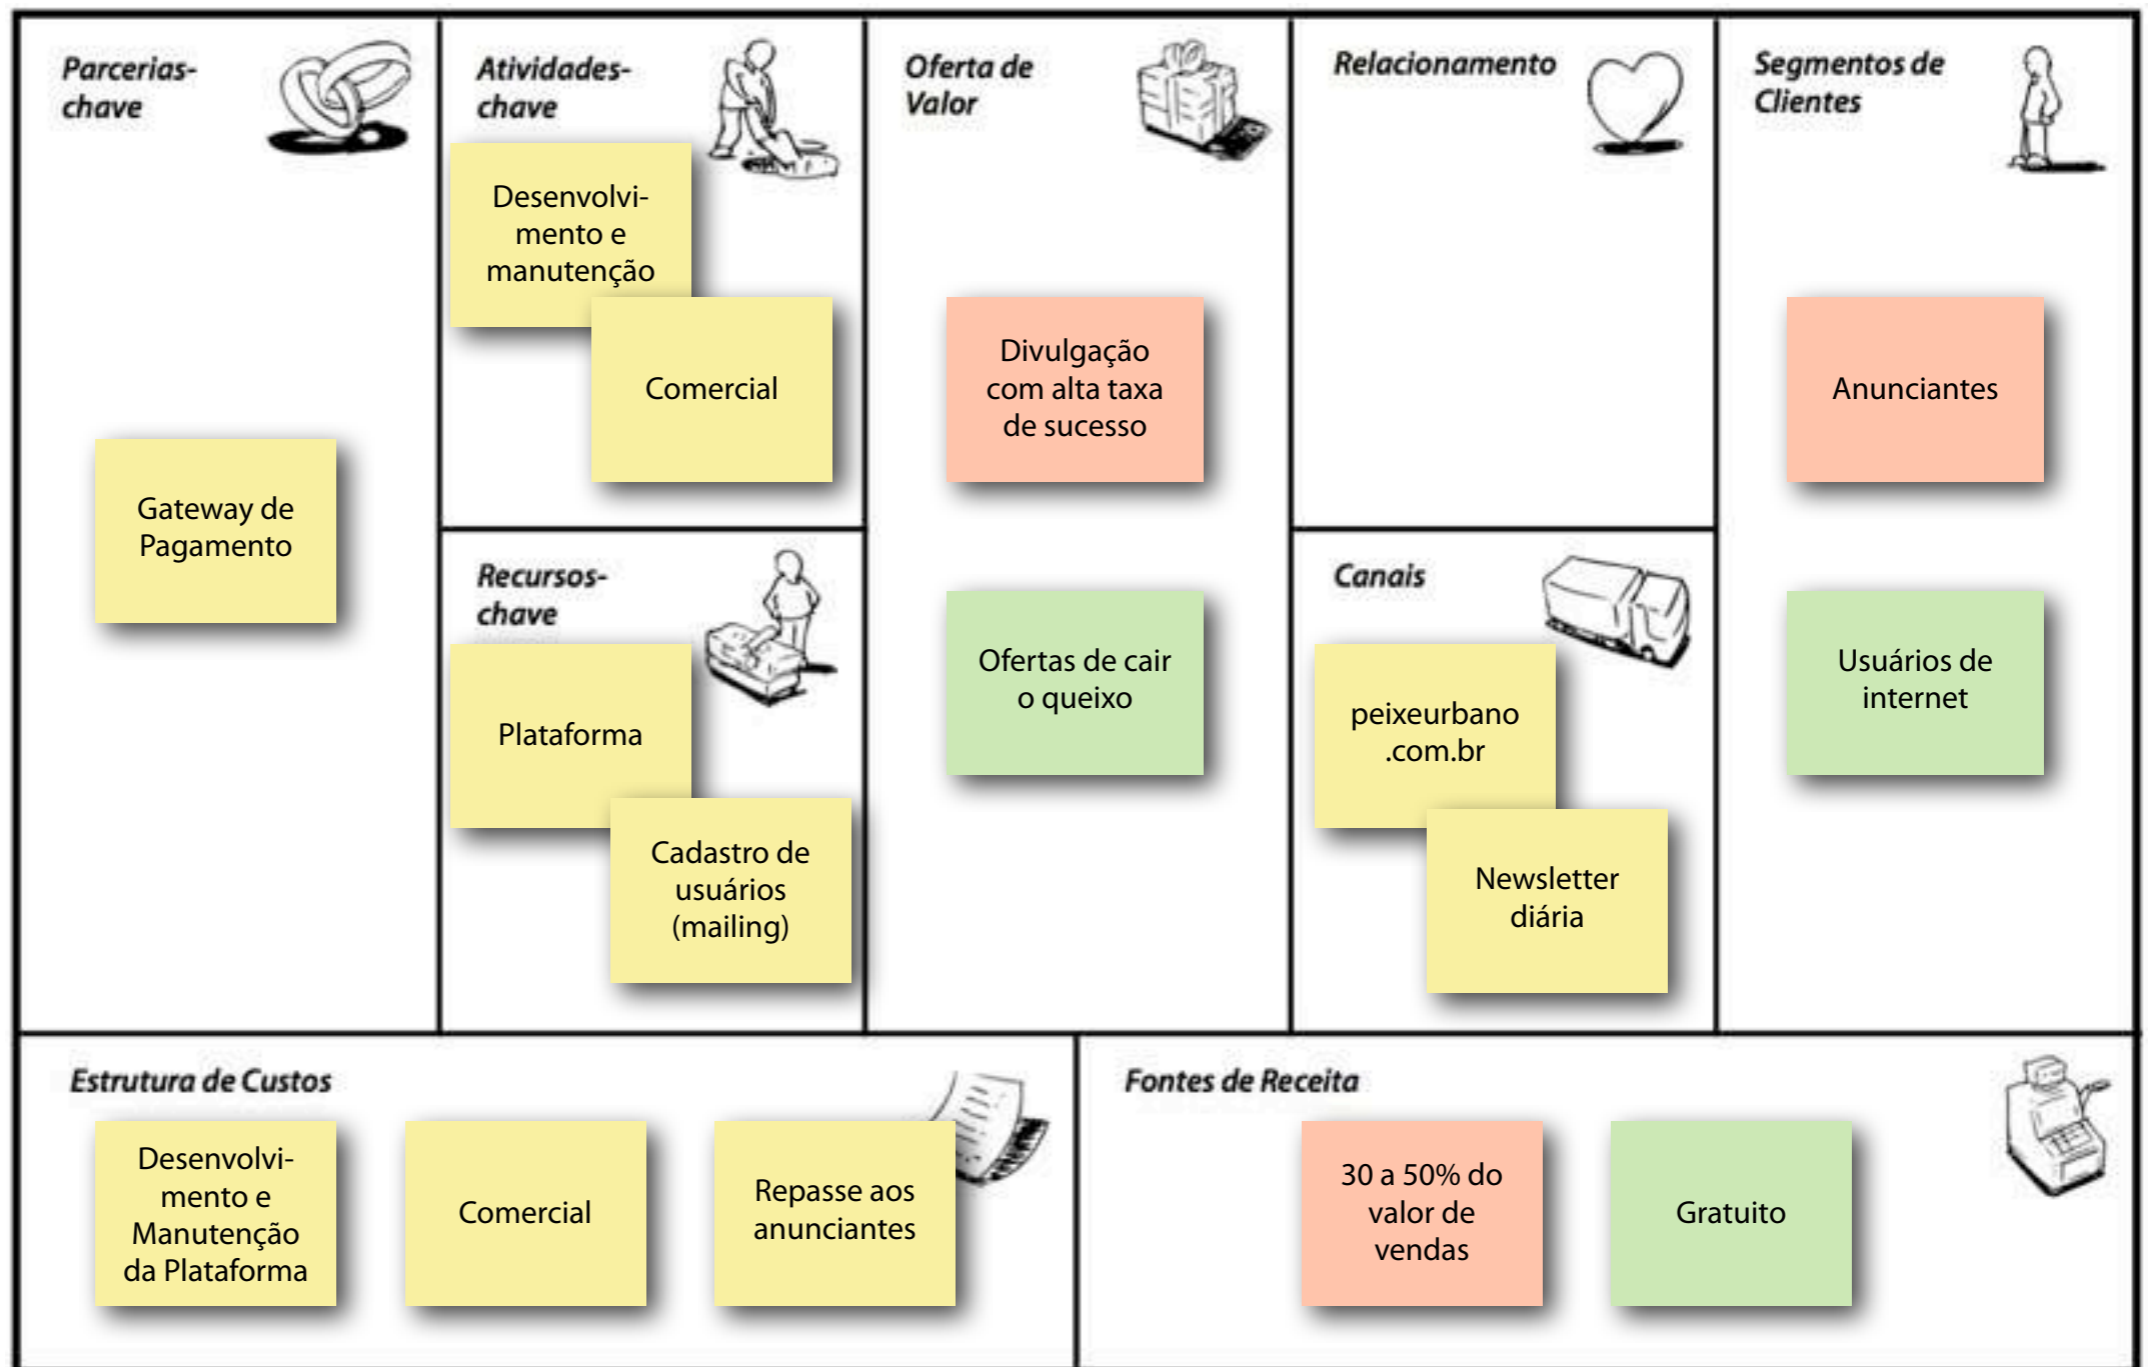 Parcerias-
chave
Gateway de
Pagamento
Atividades-
chave
Desenvolvi-
mento e
manutenção
Comercial
Recursos-
chave
Plataforma
Cadastro de
usuários
(mailing)
Oferta de
Valor
Divulgação
com alta taxa
de sucesso
Ofertas de cair
o queixo
Relacionamento
Canais
peixeurbano
.com.br
Newsletter
diária
Segmentos de
Clientes
Anunciantes
Usuários de
internet
Estrutura de Custos
Desenvolvi-
mento e
Manutenção
da Plataforma
Comercial
Repasse aos
anunciantes
Fontes de Receita
30 a 50% do
valor de
vendas
Gratuito